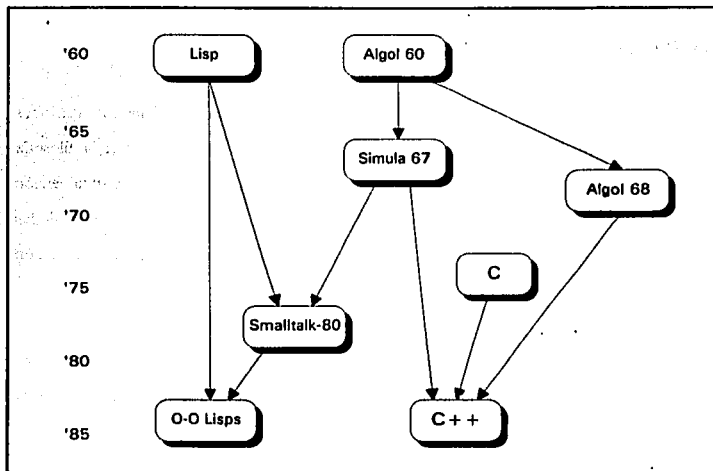 '60 Lisp Algol 60
'65
Simula 67
Algol 68
'70
C
'75
Smalltalk-80
'80
O-O Lisps C++
'85